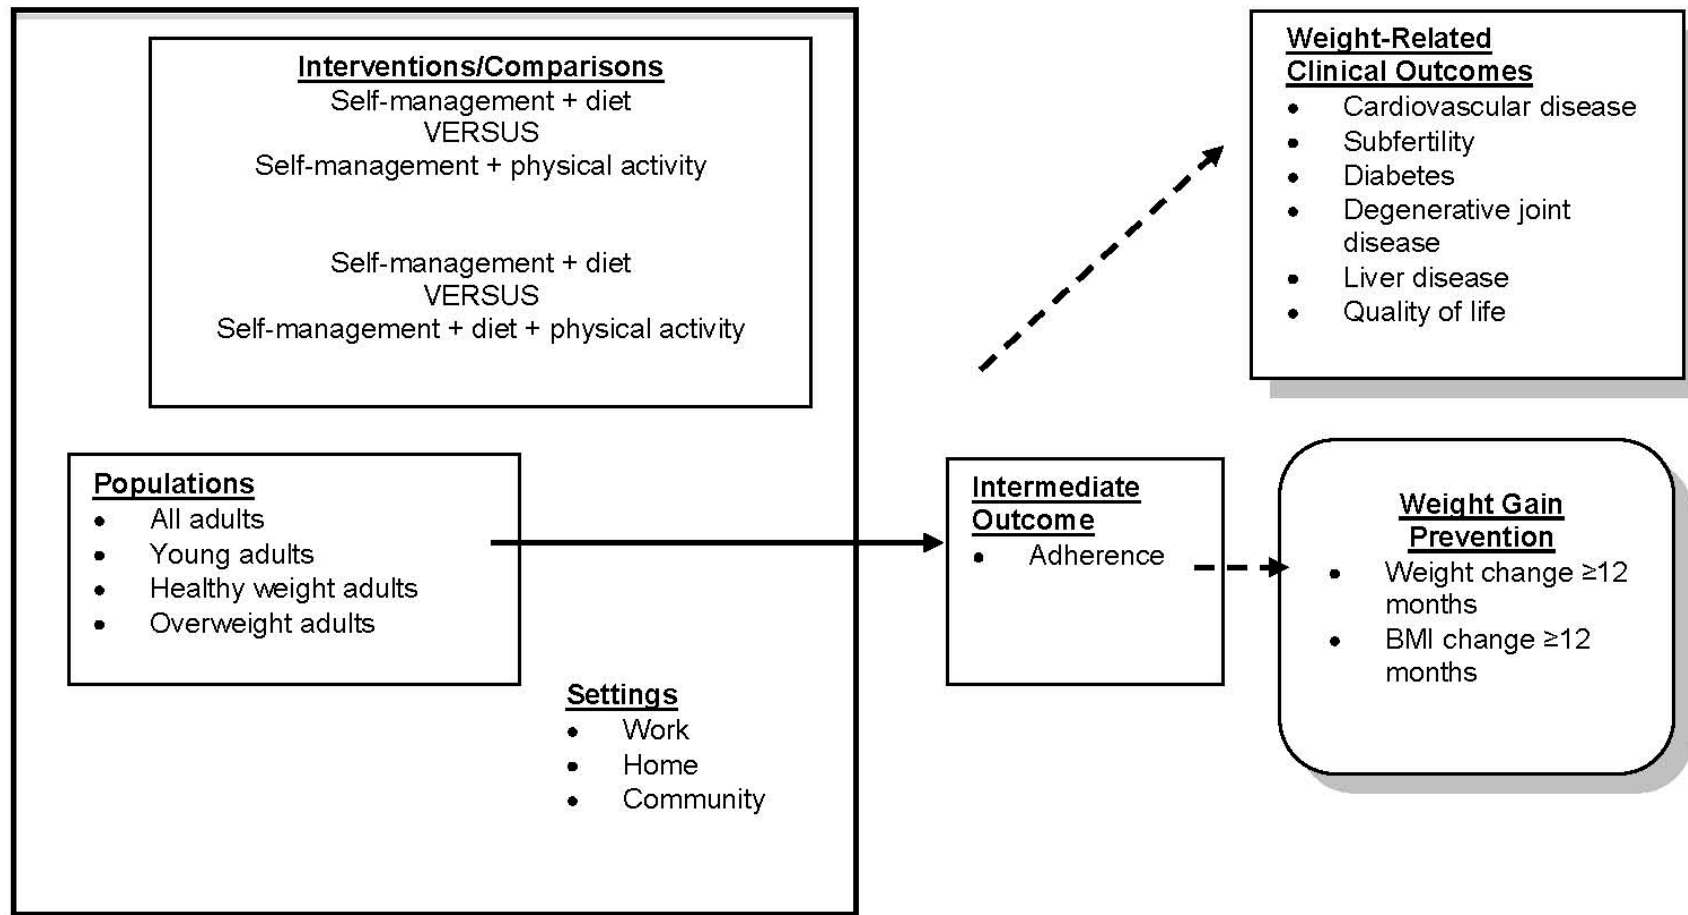 Interventions/Comparisons
Self-management + diet
VERSUS
Self-management + physical activity
Self-management + diet
VERSUS
Self-management + diet + physical activity
Populations
• All adults
• Young adults
• Healthy weight adults
• Overweight adults
Settings
• Work
• Home
• Community
Intermediate
Outcome
• Adherence
Weight-Related
Clinical Outcomes
• Cardiovascular disease
• Subfertility
• Diabetes
• Degenerative joint
disease
• Liver disease
• Quality of life
Weight Gain
Prevention
• Weight change ≥12
months
• BMI change ≥12
months